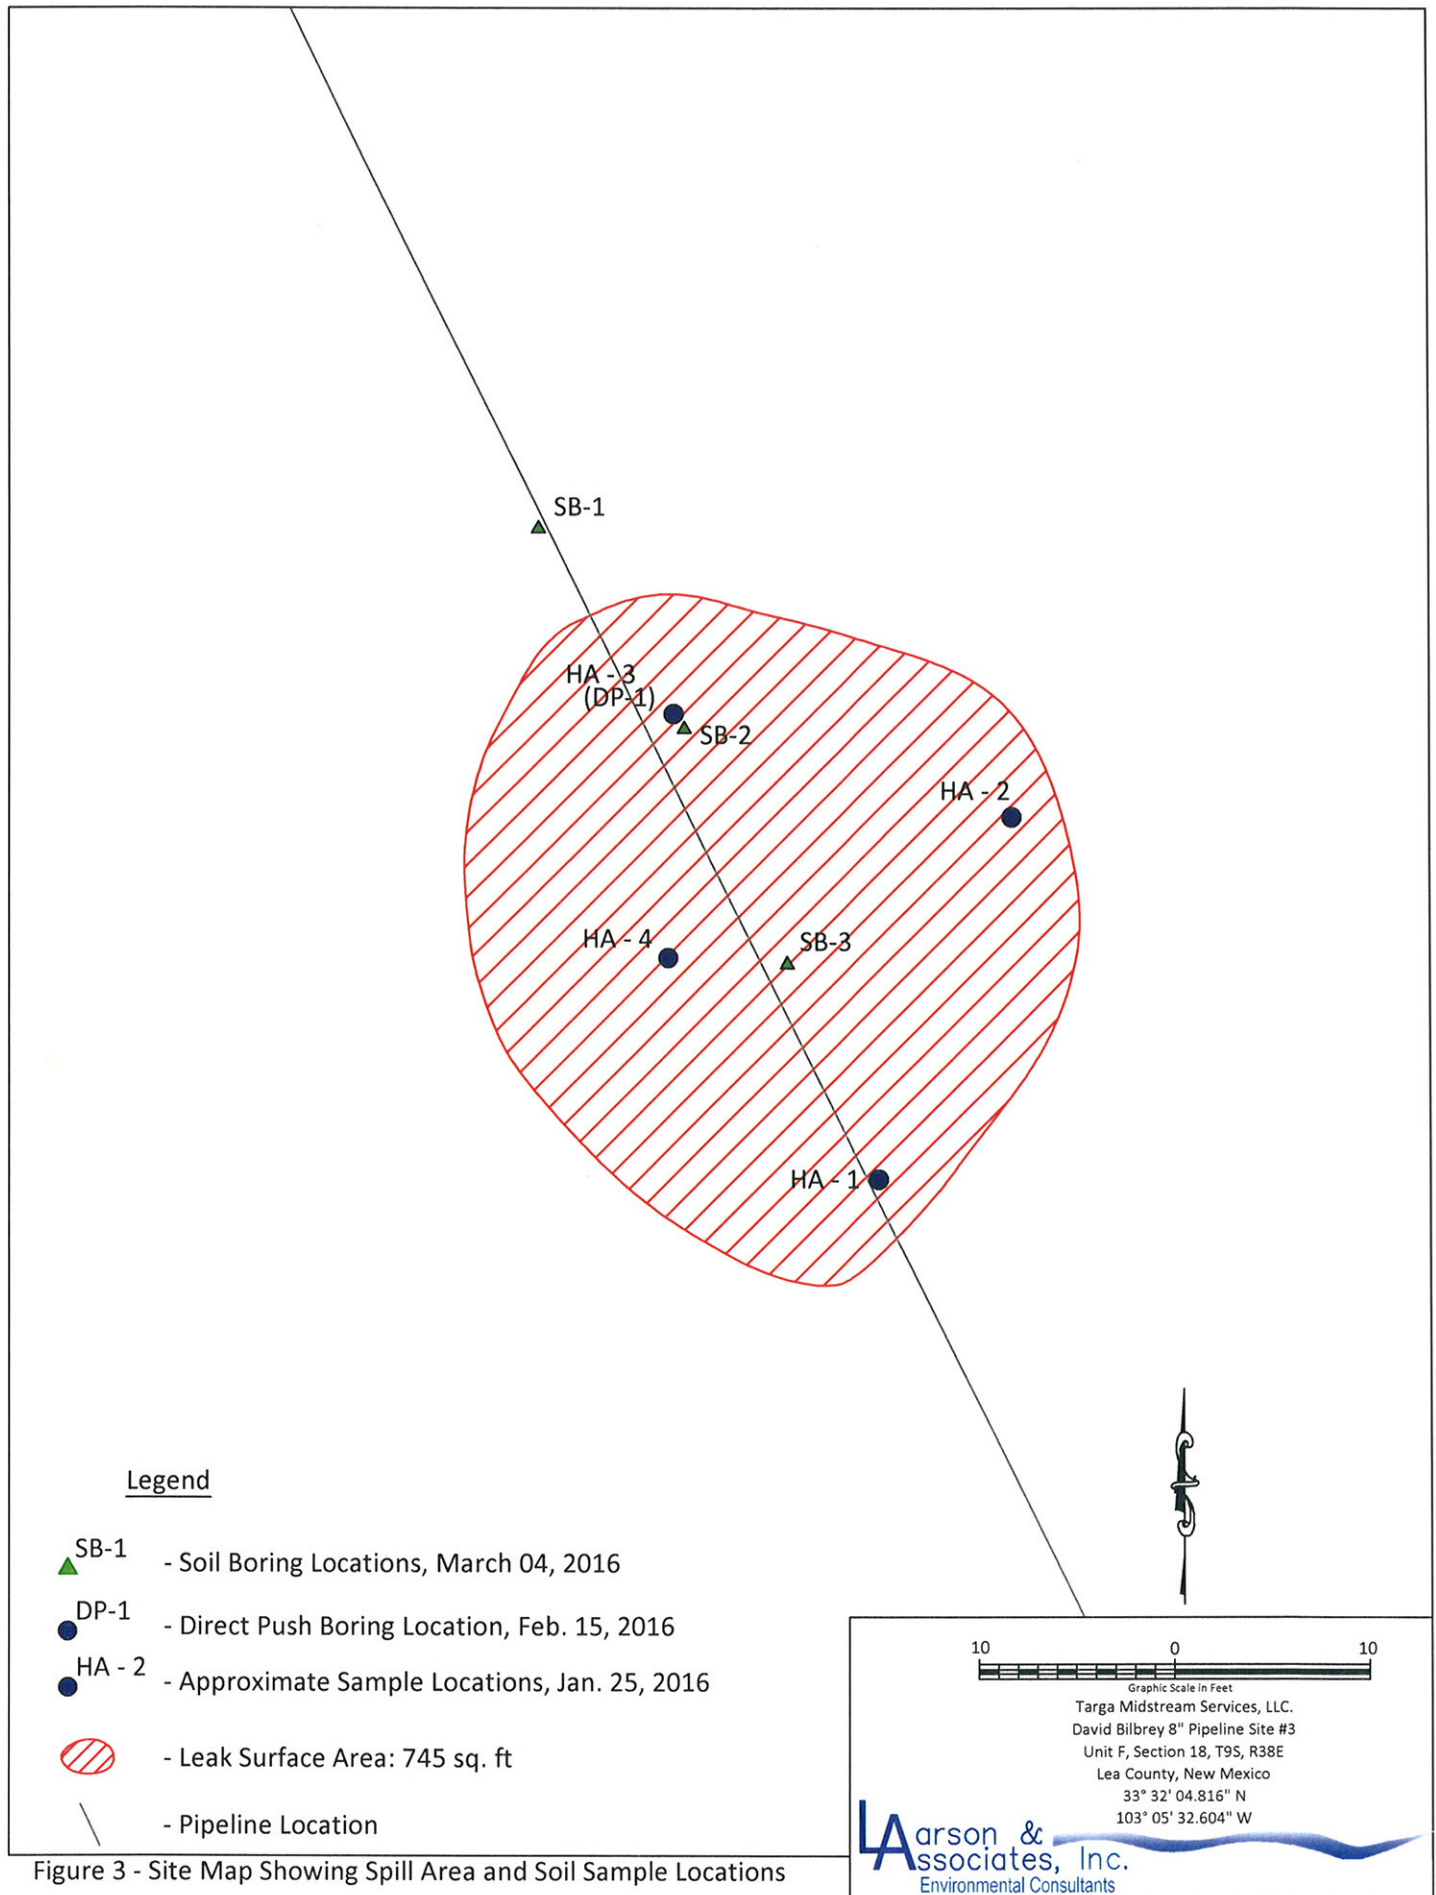 SB-1
HA - 3
(DP-1)
SB-2
HA - 2
HA - 4
SB-3
HA - 1
Legend
SB-1 - Soil Boring Locations, March 04, 2016
DP-1 - Direct Push Boring Location, Feb. 15, 2016
HA - 2 - Approximate Sample Locations, Jan. 25, 2016
- Leak Surface Area: 745 sq. ft
- Pipeline Location
Figure 3 - Site Map Showing Spill Area and Soil Sample Locations
10 0 10
Graphic Scale in Feet
Targa Midstream Services, LLC.
David Bilbrey 8" Pipeline Site #3
Unit F, Section 18, T9S, R38E
Lea County, New Mexico
33° 32' 04.816" N
103° 05' 32.604" W
Larson &
Associates, Inc.
Environmental Consultants